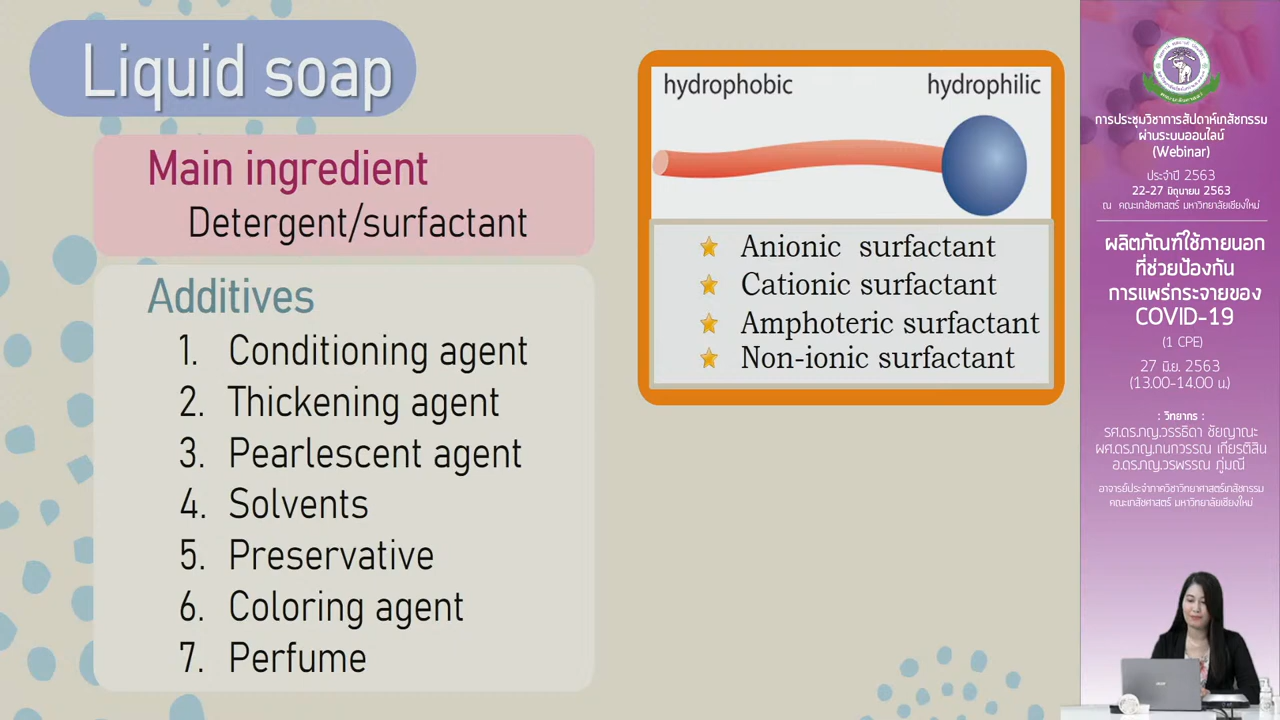 Liquid soap
Main ingredient
Detergent/surfactant
Additives
1. Conditioning agent
2. Thickening agent
3. Pearlescent agent
4. Solvents
5. Preservative
6. Coloring agent
7. Perfume
hydrophobic hydrophilic
Anionic surfactant
Cationic surfactant
Amphoteric surfactant
Non-ionic surfactant
การประชุมวิชาการสัปดาห์เภสัชกรรม
ผ่านระบบออนไลน์
(Webinar)
ประจำปี 2563
22-27 มิถุนายน 2563
ณ คณะเภสัชศาสตร์ มหาวิทยาลัยเชียงใหม่
ผลิตภัณฑ์ใช้ภายนอก
ที่ช่วยป้องกัน
การแพร่กระจายของ
COVID-19
(1 CPE)
27 มิ.ย. 2563
(13.00-14.00 น.)
: วิทยากร :
รศ.ดร.ภญ.วรรธิดา ชัยญาณะ
ผศ.ดร.ภญ.กนกวรรณ เกียรติสิน
อ.ดร.ภญ.วรพรรณ ภู่มณี
อาจารย์ประจำภาควิชาวิทยาศาสตร์เภสัชกรรม
คณะเภสัชศาสตร์ มหาวิทยาลัยเชียงใหม่